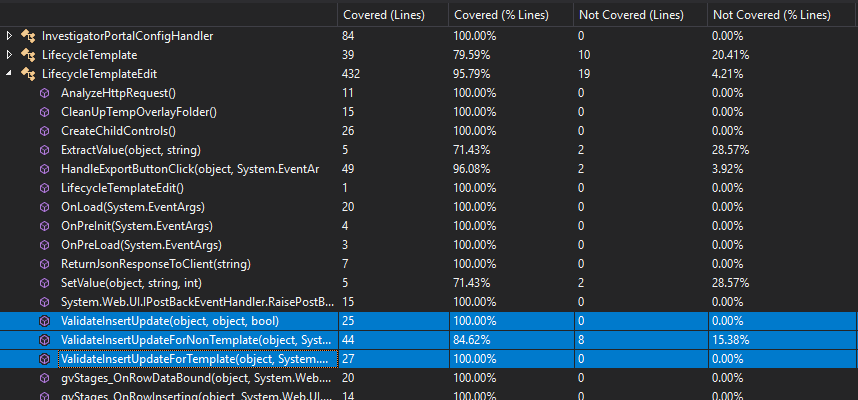 Covered (Lines) Covered (% Lines) Not Covered (Lines) Not Covered (% Lines)
InvestigatorPortalConfigHandler 84 100.00% 0 0.00%
LifecycleTemplate 39 79.59% 10 20.41%
LifecycleTemplateEdit 432 95.79% 19 4.21%
AnalyzeHttpRequest() 11 100.00% 0 0.00%
CleanUpTempOverlayFolder() 15 100.00% 0 0.00%
CreateChildControls() 26 100.00% 0 0.00%
ExtractValue(object, string) 5 71.43% 2 28.57%
HandleExportButtonClick(object, System.EventAr 49 96.08% 2 3.92%
LifecycleTemplateEdit() 1 100.00% 0 0.00%
OnLoad(System.EventArgs) 20 100.00% 0 0.00%
OnPreInit(System.EventArgs) 4 100.00% 0 0.00%
OnPreLoad(System.EventArgs) 3 100.00% 0 0.00%
ReturnJsonResponseToClient(string) 7 100.00% 0 0.00%
SetValue(object, string, int) 5 71.43% 2 28.57%
System.Web.UI.IPostBackEventHandler.RaisePostB... 15 100.00% 0 0.00%
ValidateInsertUpdate(object, object, bool) 25 100.00% 0 0.00%
ValidateInsertUpdateForNonTemplate(object, Syst... 44 84.62% 8 15.38%
ValidateInsertUpdateForTemplate(object, System.... 27 100.00% 0 0.00%
gvStages_OnRowDataBound(object, System.Web.... 20 100.00% 0 0.00%
gvStages_OnRowInserting(object, System.Web.UI.... 14 100.00% 0 0.00%